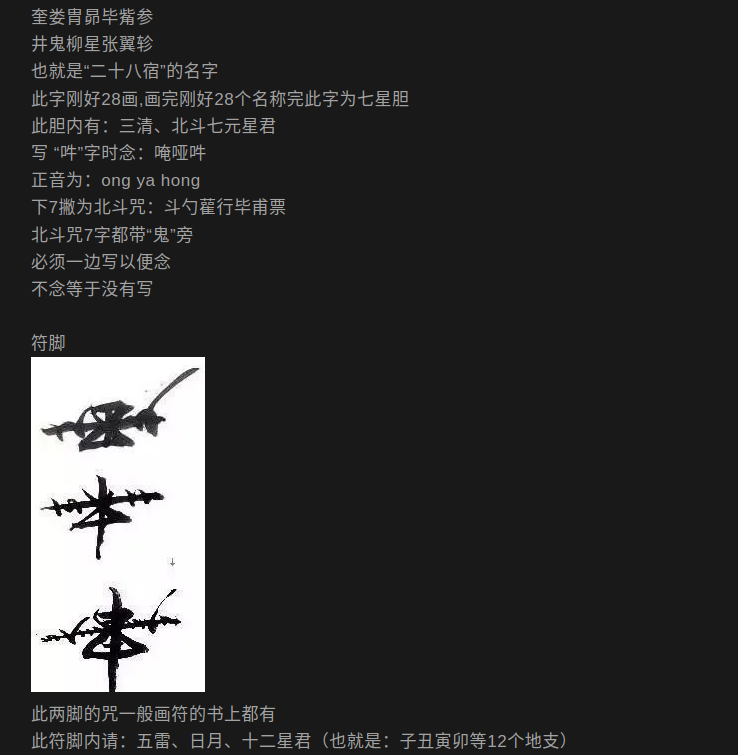 奎娄胃昴毕觜参
井鬼柳星张翼轸
也就是“二十八宿”的名字
此字刚好28画,画完刚好28个名称完此字为七星胆
此胆内有：三清、北斗七元星君
写 “吽”字时念：唵哑吽
正音为：ong ya hong
下7撇为北斗咒：斗勺雚行毕甫票
北斗咒7字都带“鬼”旁
必须一边写以便念
不念等于没有写
符脚
此两脚的咒一般画符的书上都有
此符脚内请：五雷、日月、十二星君（也就是：子丑寅卯等12个地支）